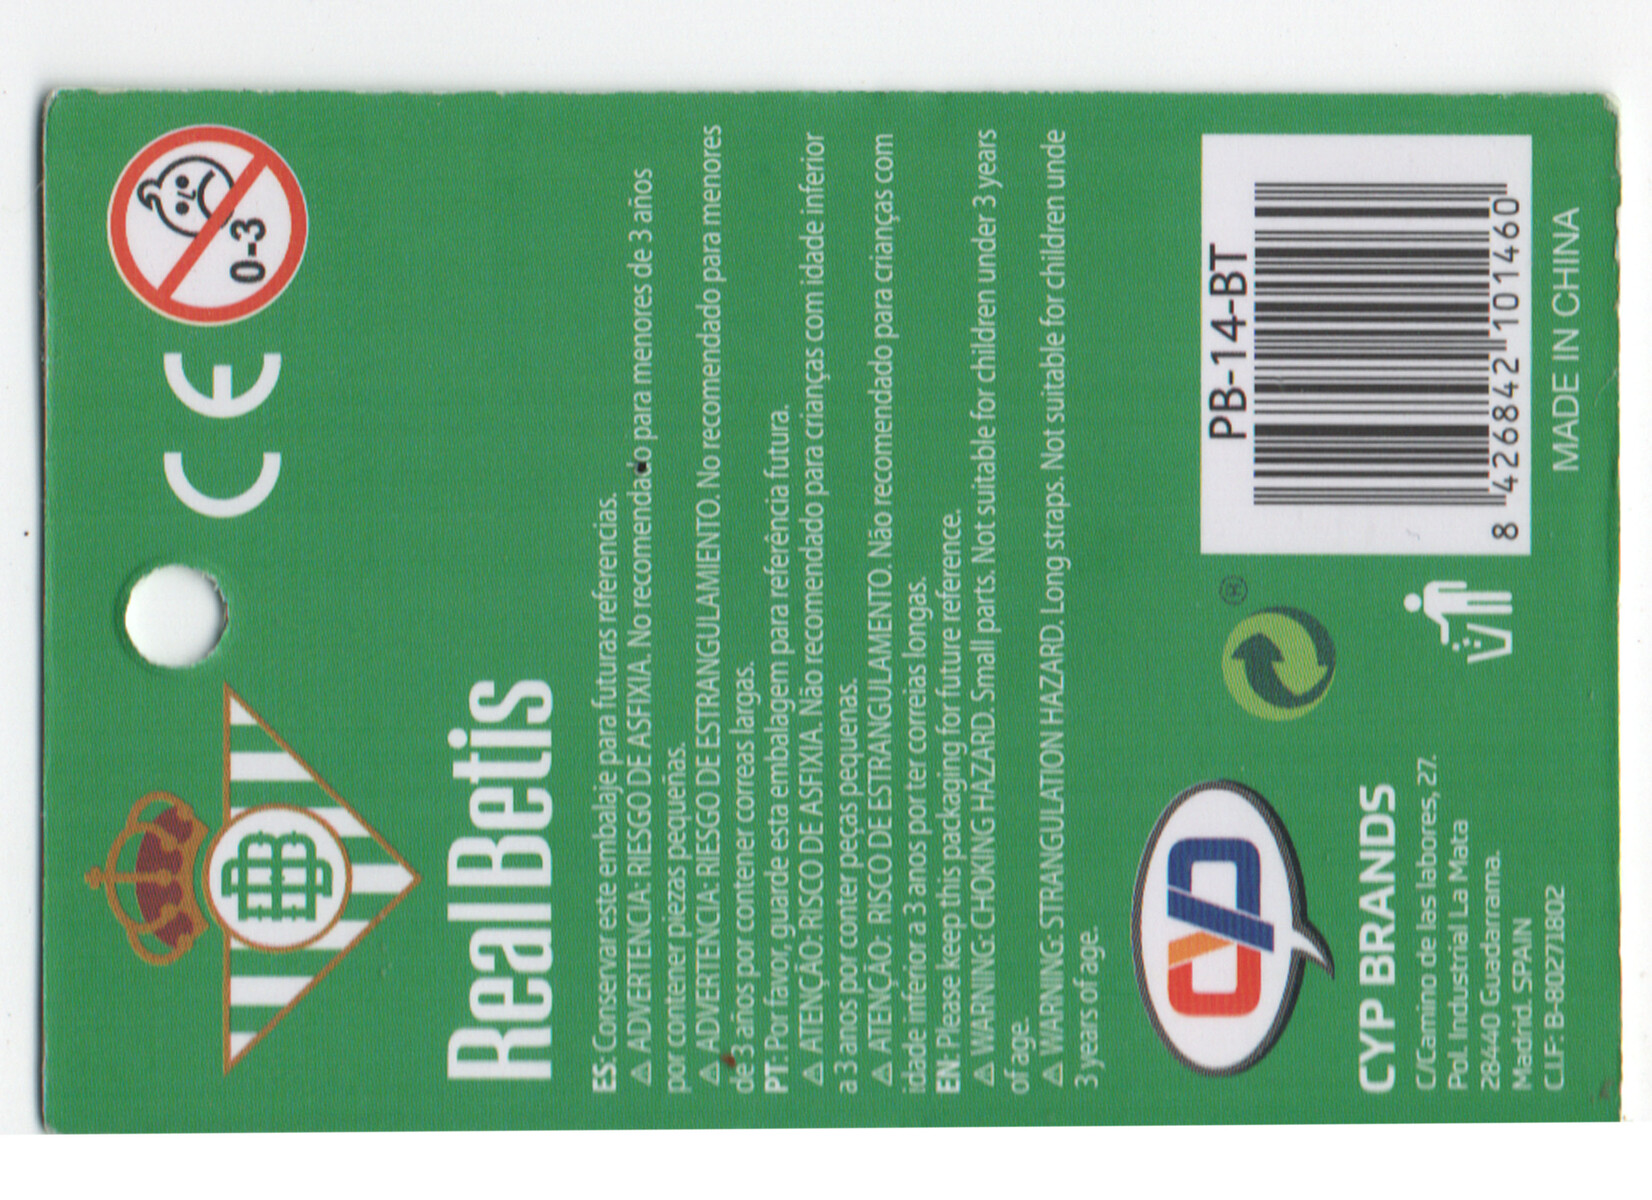 0-3
CE
Real Betis
ES: Conservar este embalaje para futuras referencias.
⚠ ADVERTENCIA: RIESGO DE ASFIXIA. No recomendado para menores de 3 años
por contener piezas pequeñas.
⚠ ADVERTENCIA: RIESGO DE ESTRANGULAMIENTO. No recomendado para menores
de 3 años por contener correas largas.
PT: Por favor, guarde esta embalagem para referência futura.
⚠ ATENÇÃO: RISCO DE ASFIXIA. Não recomendado para crianças com idade inferior
a 3 anos por conter peças pequenas.
⚠ ATENÇÃO: RISCO DE ESTRANGULAMENTO. Não recomendado para crianças com
idade inferior a 3 anos por ter correias longas.
EN: Please keep this packaging for future reference.
⚠ WARNING: CHOKING HAZARD. Small parts. Not suitable for children under 3 years
of age.
⚠ WARNING: STRANGULATION HAZARD. Long straps. Not suitable for children unde
3 years of age.
CYP
CYP BRANDS
C/Camino de las labores, 27.
Pol. Industrial La Mata
28440 Guadarrama.
Madrid. SPAIN
C.I.F: B-80271802
®
PB-14-BT
8 426842 101460
MADE IN CHINA